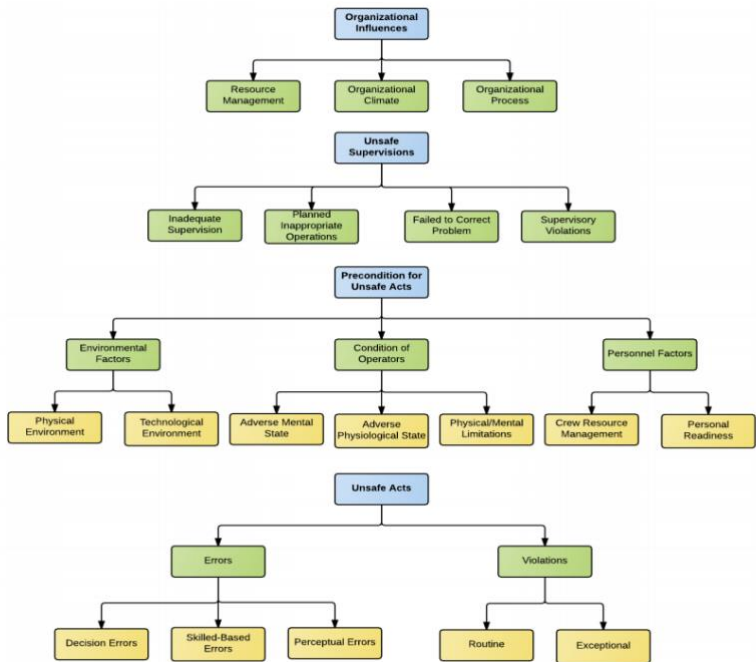 Organizational
Influences
Resource
Management
Organizational
Climate
Organizational
Process
Unsafe
Supervisions
Inadequate
Supervision
Planned
Inappropriate
Operations
Failed to Correct
Problem
Supervisory
Violations
Precondition for
Unsafe Acts
Environmental
Factors
Condition of
Operators
Personnel Factors
Physical
Environment
Technological
Environment
Adverse Mental
State
Adverse
Physiological State
Physical/Mental
Limitations
Crew Resource
Management
Personal
Readiness
Unsafe Acts
Errors
Violations
Decision Errors
Skilled-Based
Errors
Perceptual Errors
Routine
Exceptional